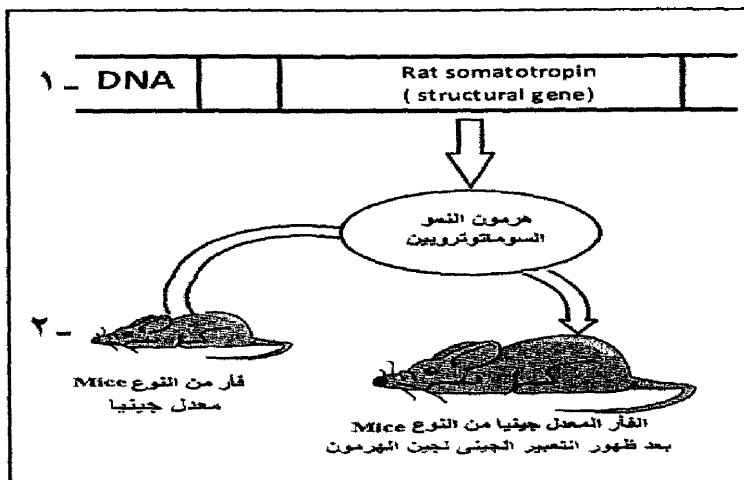 ١ - DNA
Rat somatotropin
( structural gene)
هرمون النمو
السوماتوتروبين
٢ -
فأر من النوع Mice
معدل جينيا
الفأر المعدل جينيا من النوع Mice
بعد ظهور التعبير الجينى لجين الهرمون